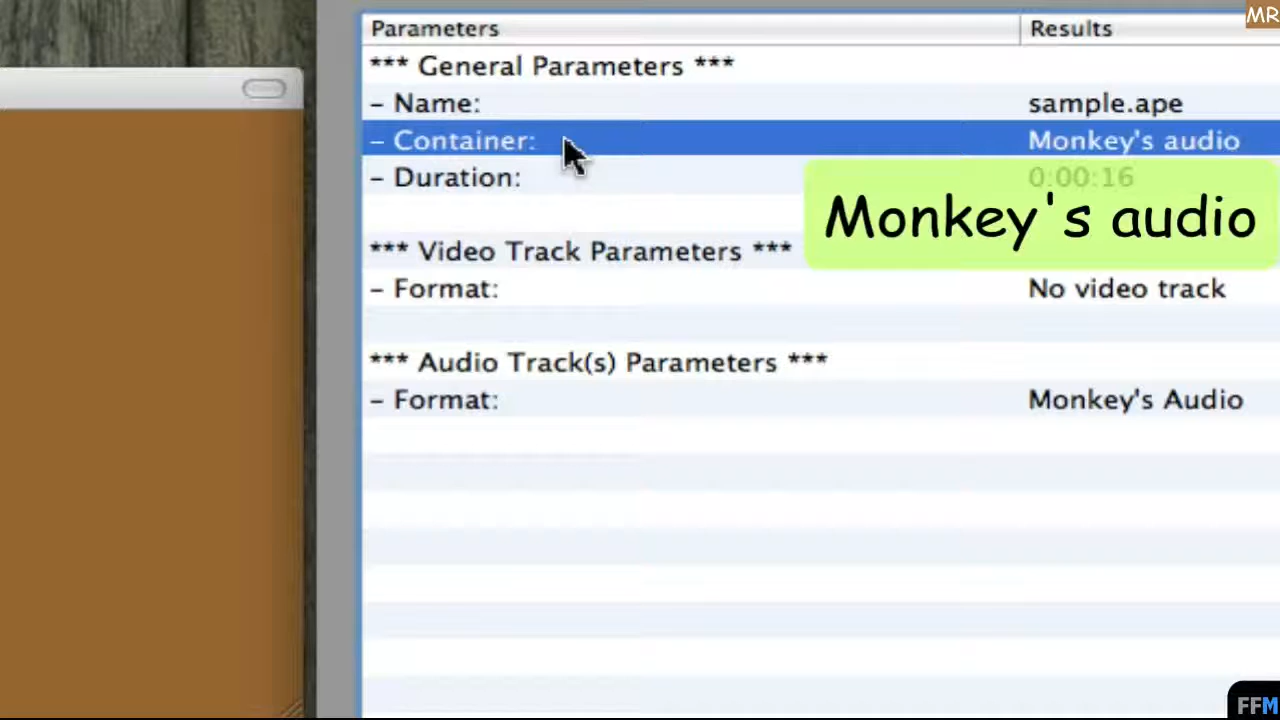 MR
Parameters Results
*** General Parameters ***
– Name: sample.ape
– Container: Monkey's audio
– Duration: 0:00:16
Monkey's audio
*** Video Track Parameters ***
– Format: No video track
*** Audio Track(s) Parameters ***
– Format: Monkey's Audio
FFM